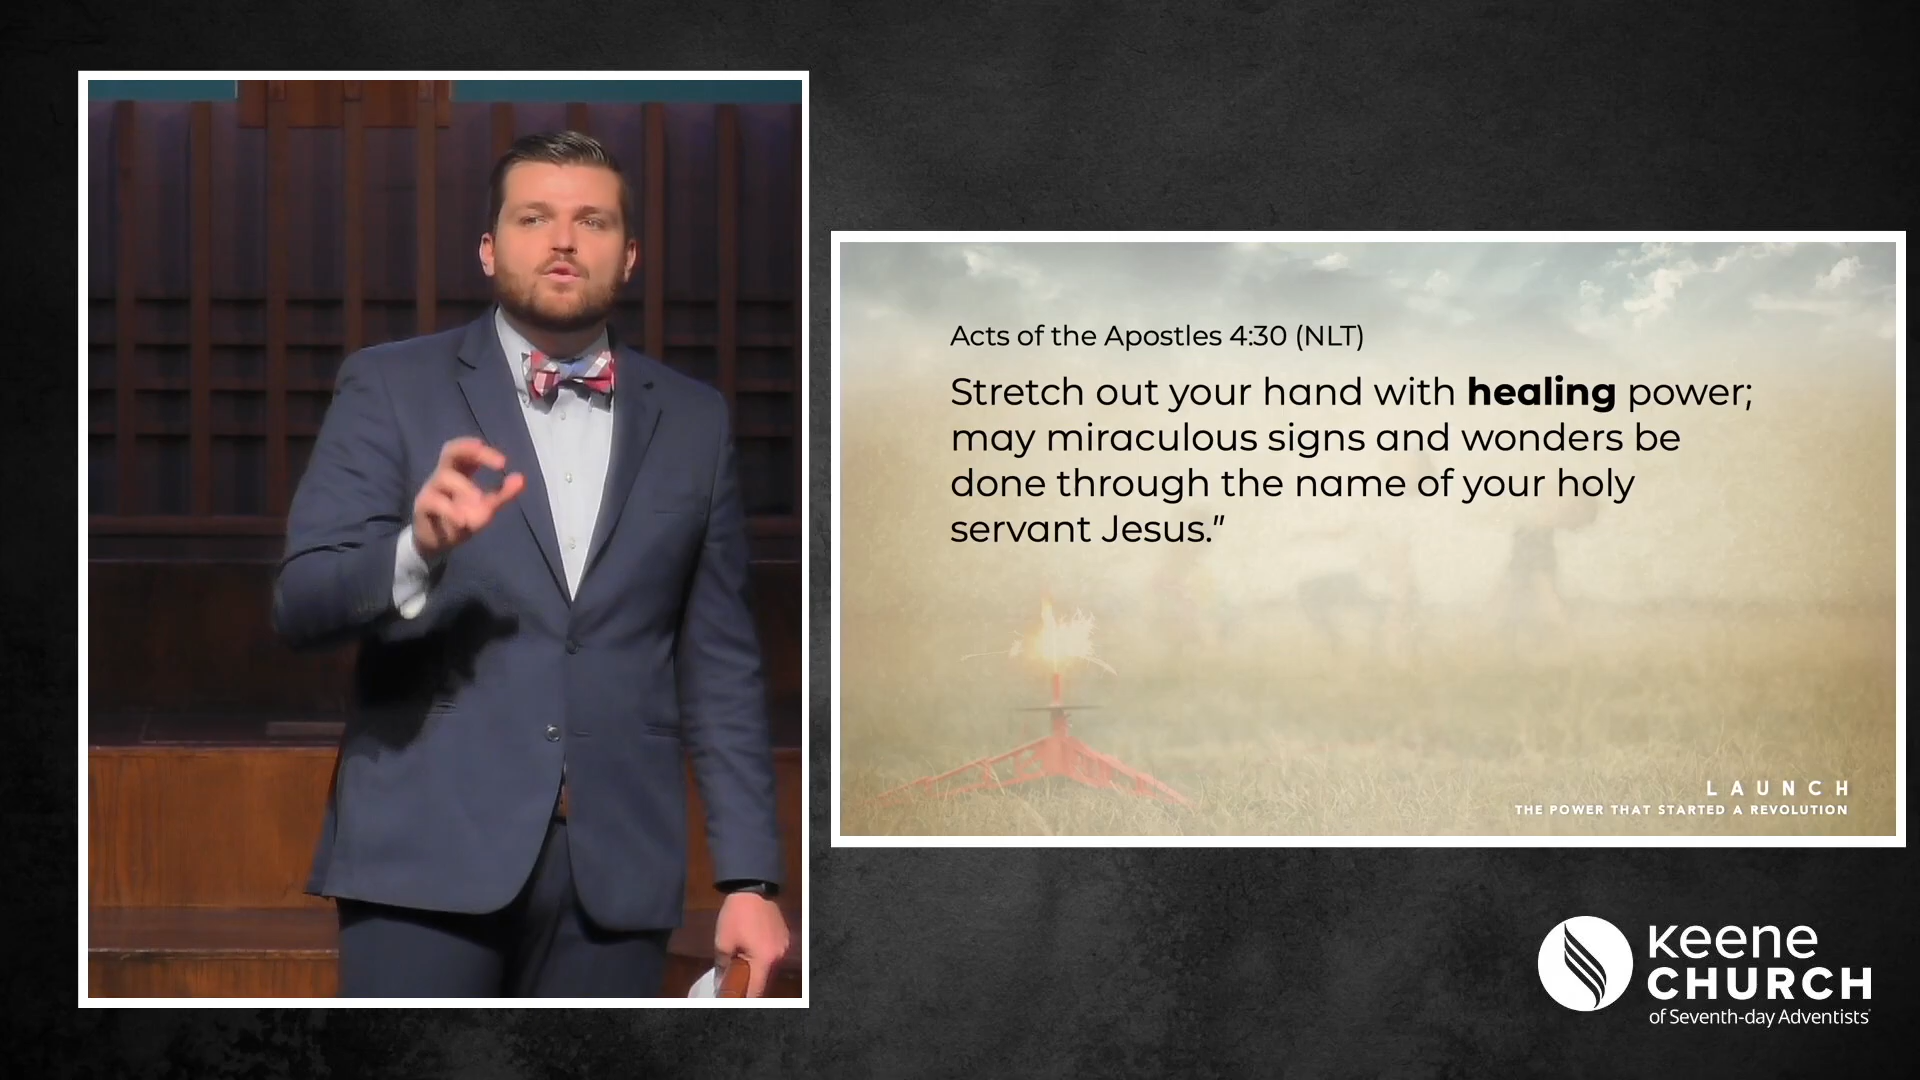 Acts of the Apostles 4:30 (NLT)
Stretch out your hand with healing power;
may miraculous signs and wonders be
done through the name of your holy
servant Jesus.”
LAUNCH
THE POWER THAT STARTED A REVOLUTION
Keene
CHURCH
of Seventh-day Adventists